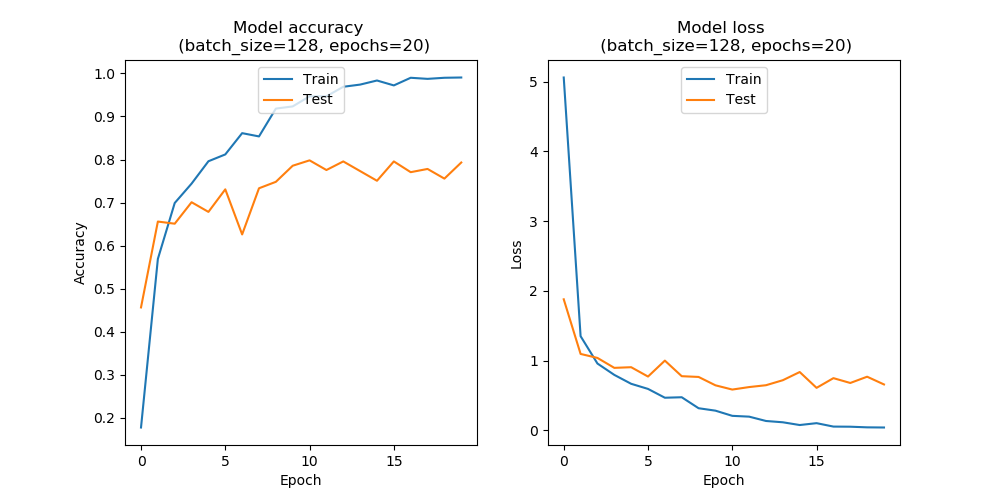 Model accuracy
(batch_size=128, epochs=20)
1.0
0.9
0.8
0.7
0.6
0.5
0.4
0.3
0.2
Accuracy
Train
Test
0 5 10 15
Epoch
Model loss
(batch_size=128, epochs=20)
5
4
3
2
1
0
Loss
Train
Test
0 5 10 15
Epoch